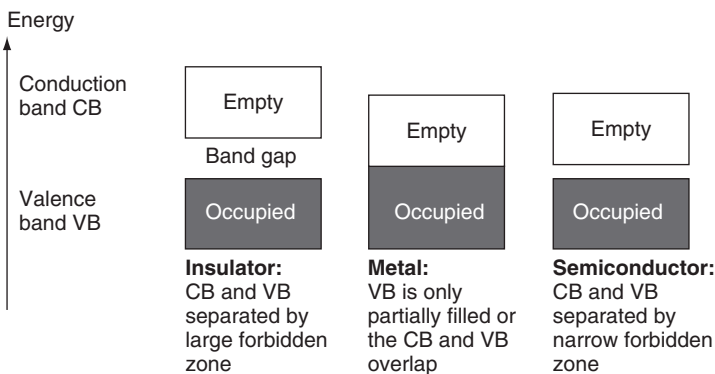 Energy
Conduction
band CB
Empty
Band gap
Empty
Empty
Valence
band VB
Occupied
Occupied
Occupied
Insulator:
CB and VB
separated by
large forbidden
zone
Metal:
VB is only
partially filled or
the CB and VB
overlap
Semiconductor:
CB and VB
separated by
narrow forbidden
zone